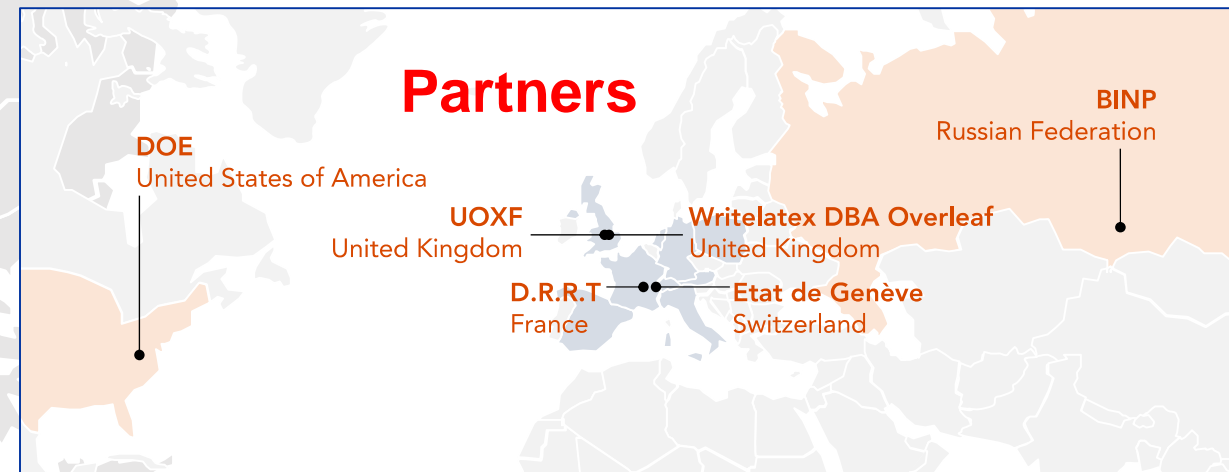 Partners
DOE
United States of America
BINP
Russian Federation
UOXF
United Kingdom
Writelatex DBA Overleaf
United Kingdom
D.R.R.T
France
Etat de Genève
Switzerland